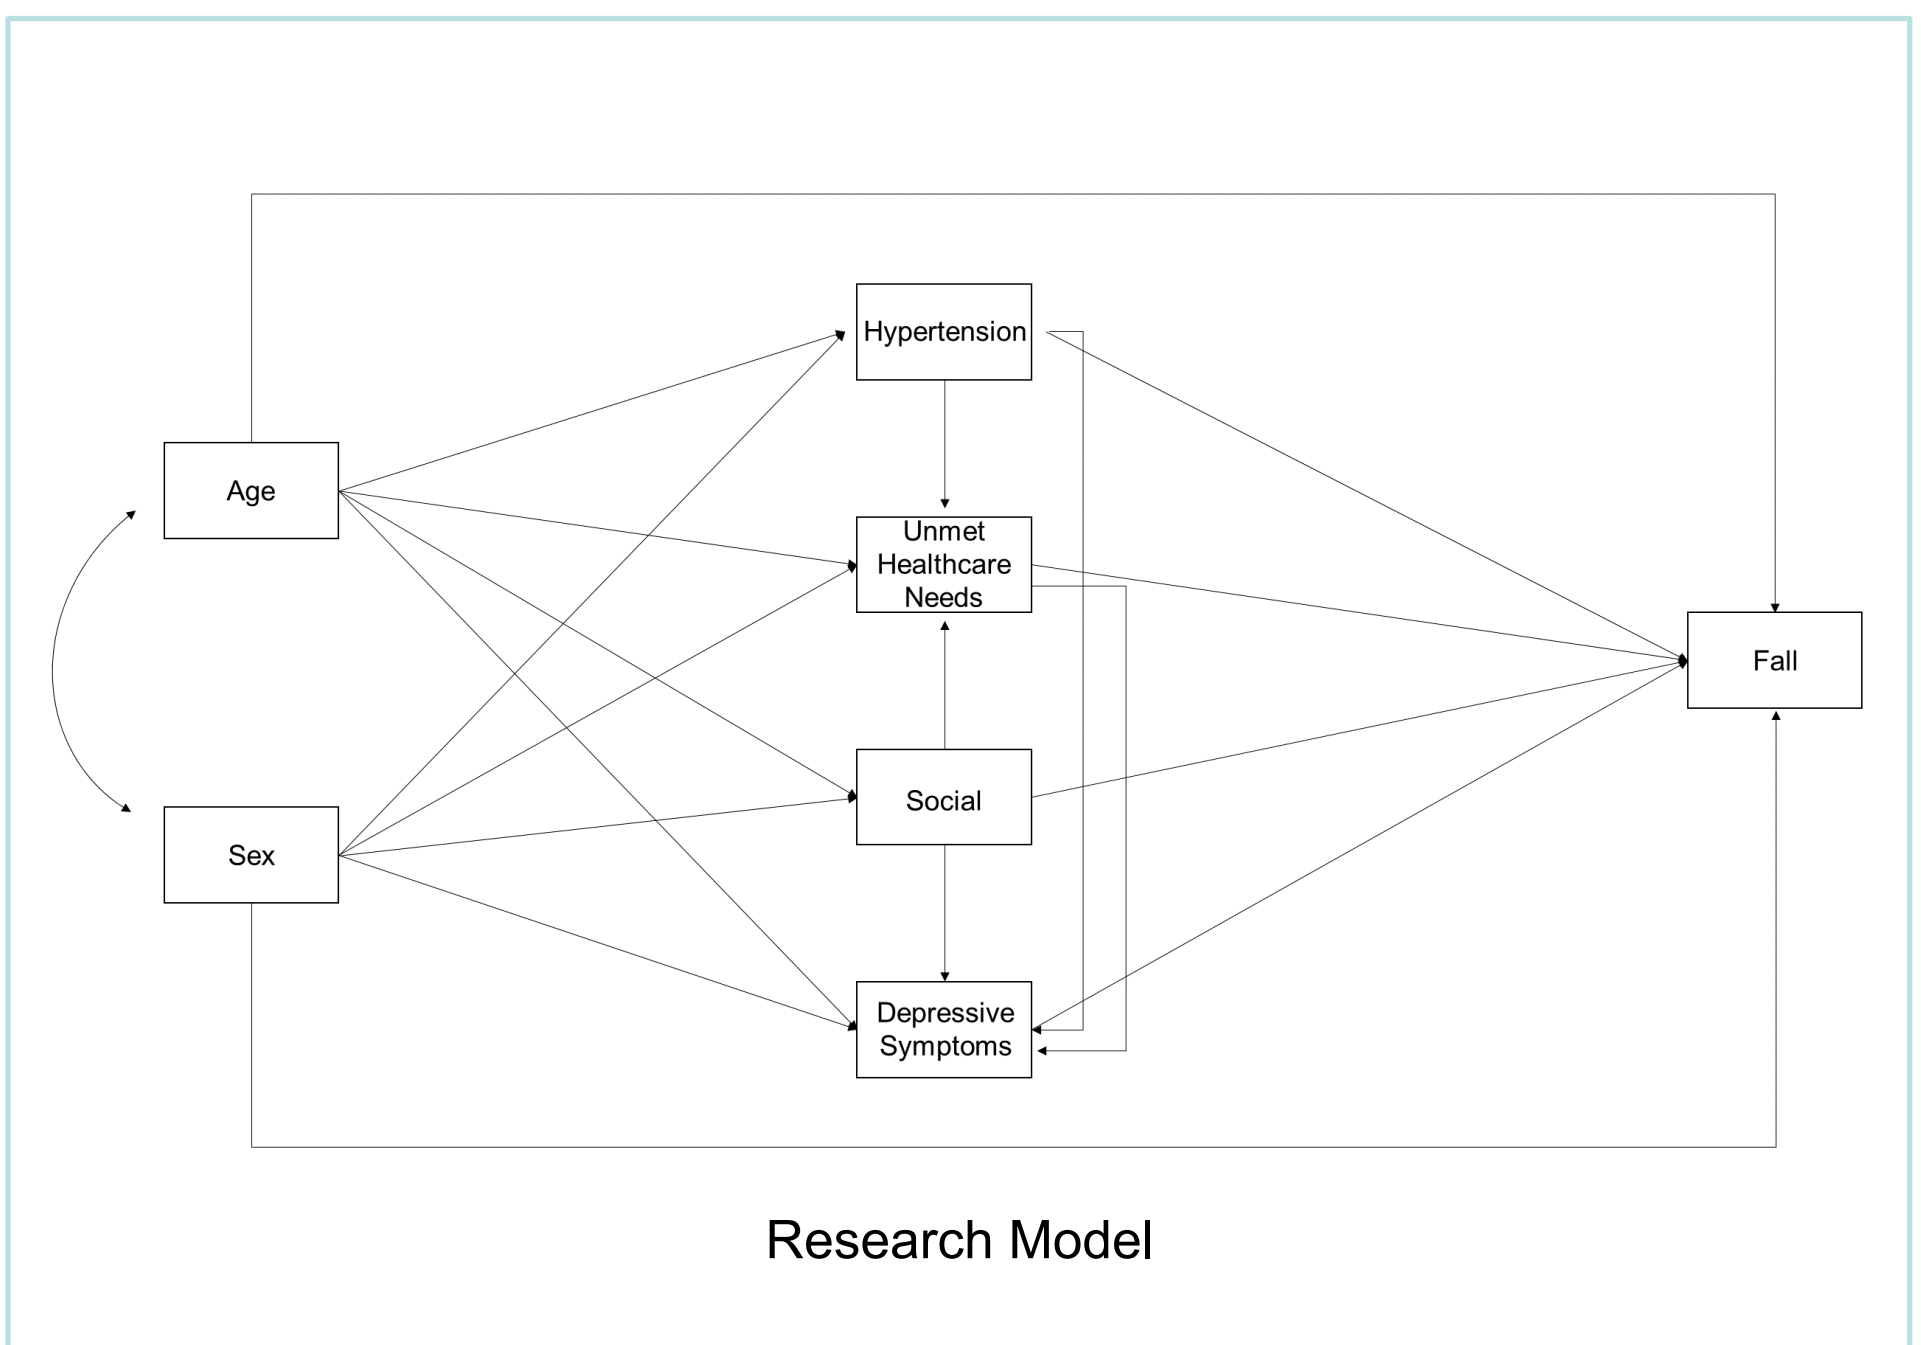 Hypertension
Age
Unmet
Healthcare
Needs
Fall
Social
Sex
Depressive
Symptoms
Research Model